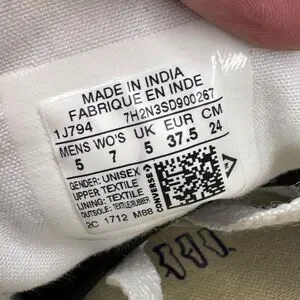 MADE IN INDIA
FABRIQUE EN INDE
1J794 7H2N3SD900267
MENS WO'S UK EUR CM
5 7 5 37.5 24
GENDER: UNISEX
UPPER: TEXTILE
LINING: TEXTILE
OUTSOLE: TEXTILE/RUBBER
2C 1712 M88
CONVERSE